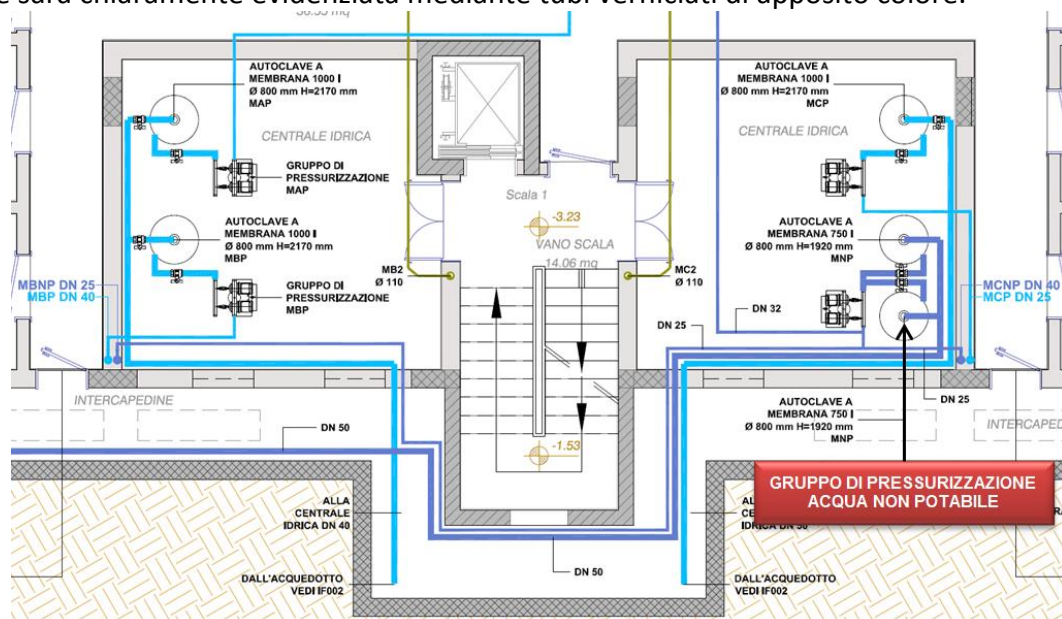 e sarà chiaramente evidenziata mediante tubi verniciati di apposito colore.
AUTOCLAVE A
MEMBRANA 1000 l
Ø 800 mm H=2170 mm
MAP
CENTRALE IDRICA
GRUPPO DI
PRESSURIZZAZIONE
MAP
AUTOCLAVE A
MEMBRANA 1000 l
Ø 800 mm H=2170 mm
MBP
GRUPPO DI
PRESSURIZZAZIONE
MBP
MBNP DN 25
MBP DN 40
MB2
Ø 110
Scala 1
-3.23
VANO SCALA
14.06 mq
MC2
Ø 110
AUTOCLAVE A
MEMBRANA 1000 l
Ø 800 mm H=2170 mm
MCP
CENTRALE IDRICA
AUTOCLAVE A
MEMBRANA 750 l
Ø 800 mm H=1920 mm
MNP
MCNP DN 40
MCP DN 25
DN 32
DN 25
DN 25
INTERCAPEDINE
DN 50
-1.53
AUTOCLAVE A
MEMBRANA 750 l
Ø 800 mm H=1920 mm
MNP
INTERCAPED
GRUPPO DI PRESSURIZZAZIONE
ACQUA NON POTABILE
ALLA
CENTRALE
IDRICA DN 40
DN 50
DALL'ACQUEDOTTO
VEDI IF002
DALL'ACQUEDOTTO
VEDI IF002